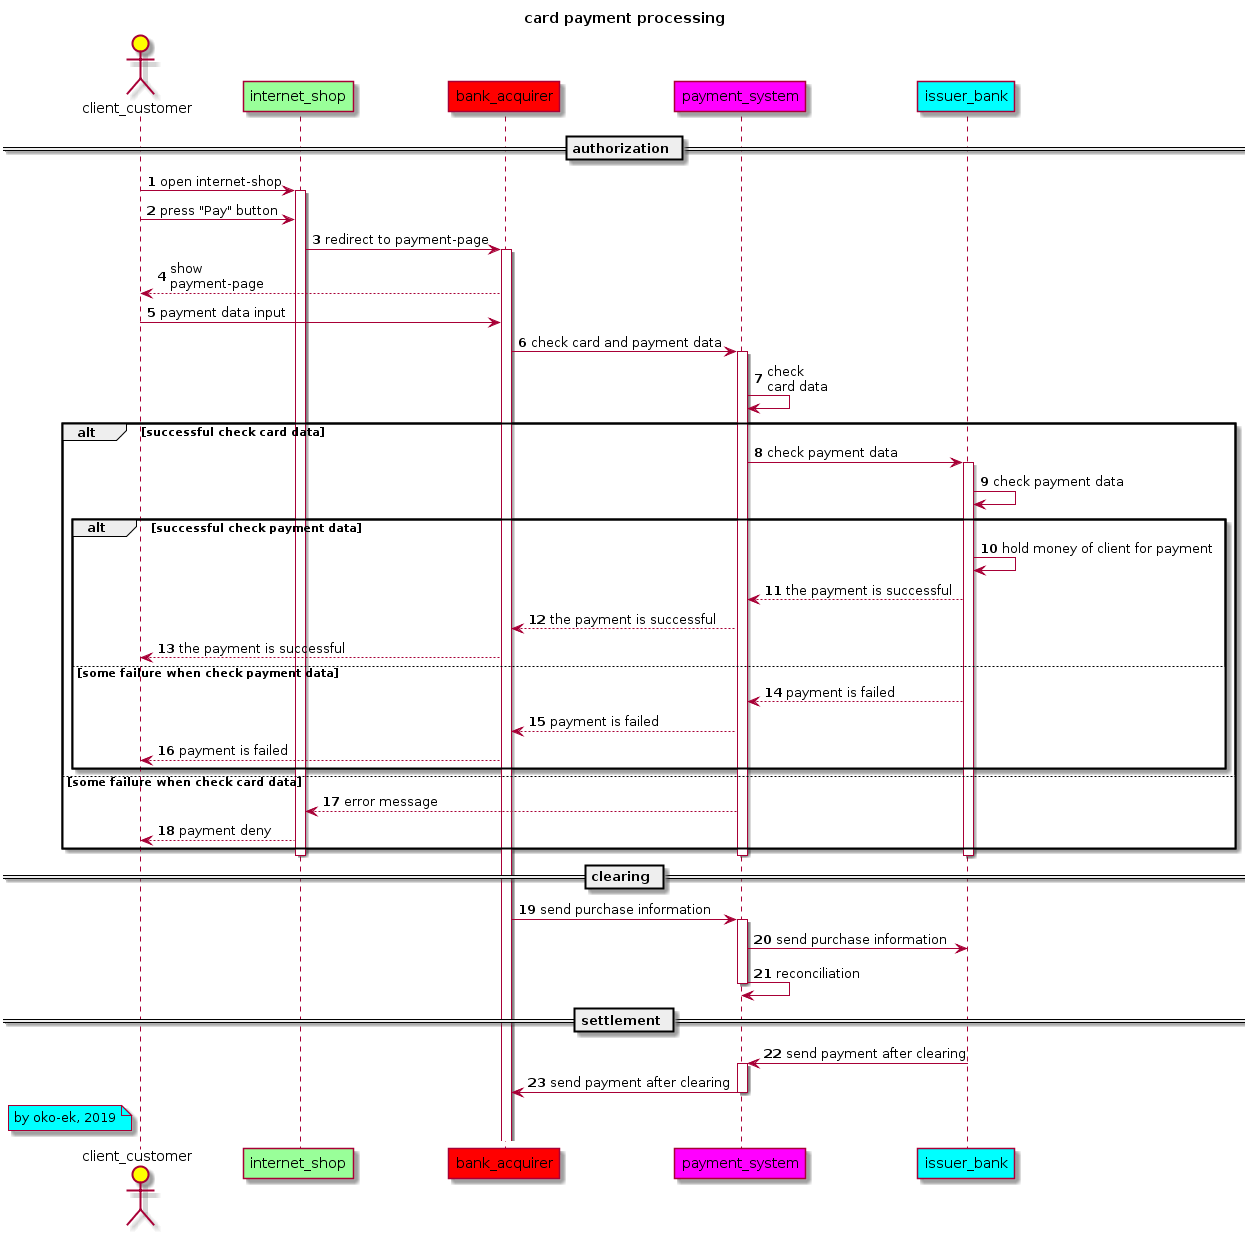 card payment processing
client_customer
internet_shop
bank_acquirer
payment_system
issuer_bank
authorization
1 open internet-shop
2 press "Pay" button
3 redirect to payment-page
4 show
payment-page
5 payment data input
6 check card and payment data
7 check
card data
alt [successful check card data]
8 check payment data
9 check payment data
alt [successful check payment data]
10 hold money of client for payment
11 the payment is successful
12 the payment is successful
13 the payment is successful
[some failure when check payment data]
14 payment is failed
15 payment is failed
16 payment is failed
[some failure when check card data]
17 error message
18 payment deny
clearing
19 send purchase information
20 send purchase information
21 reconciliation
settlement
22 send payment after clearing
23 send payment after clearing
by oko-ek, 2019
client_customer
internet_shop
bank_acquirer
payment_system
issuer_bank